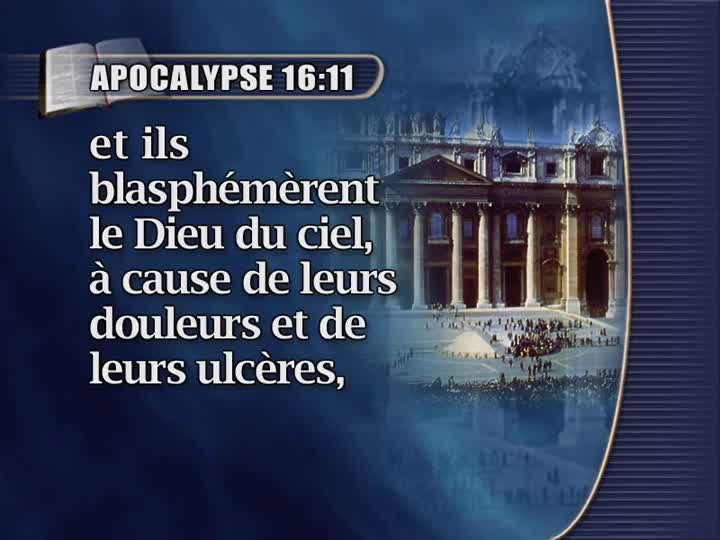 APOCALYPSE 16:11
et ils
blasphémèrent
le Dieu du ciel,
à cause de leurs
douleurs et de
leurs ulcères,